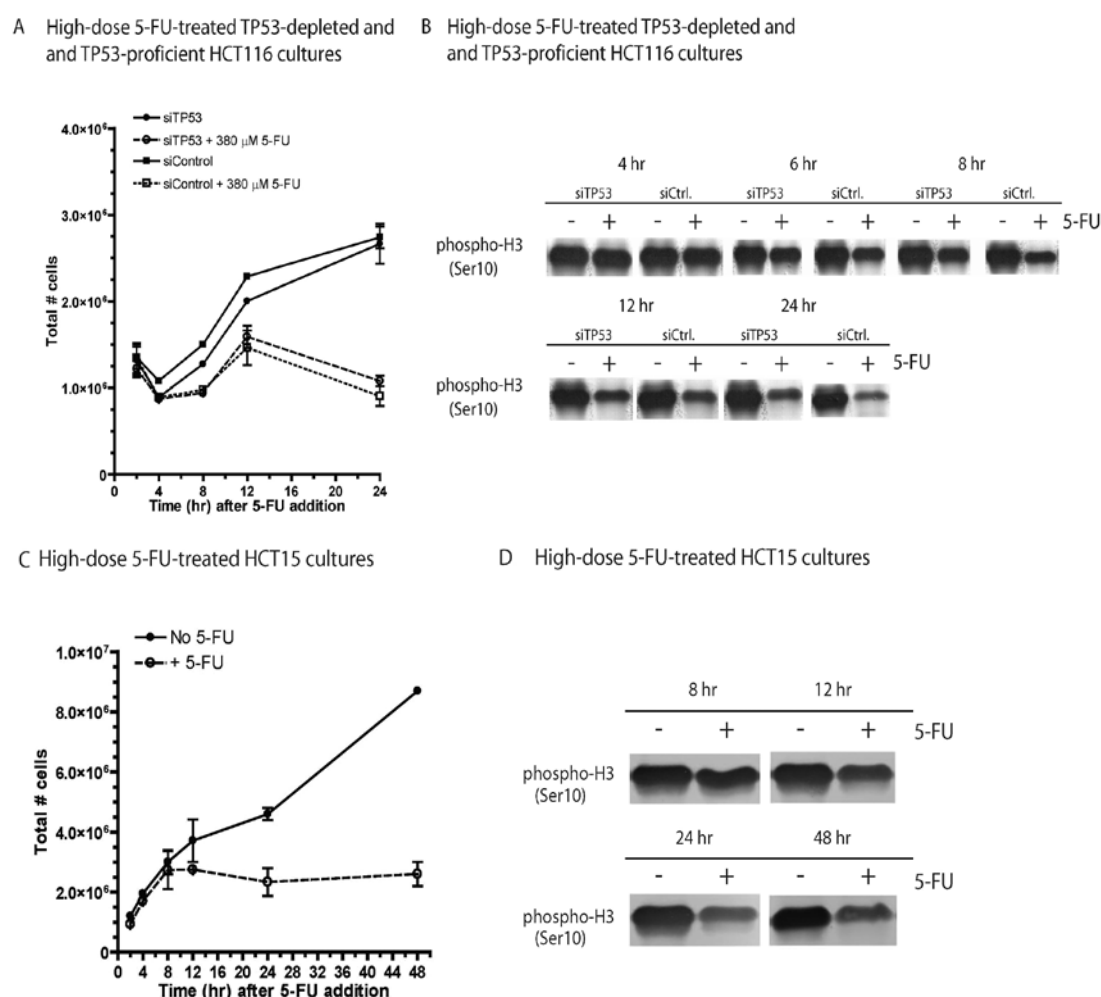 A High-dose 5-FU-treated TP53-depleted and
and TP53-proficient HCT116 cultures
siTP53
siTP53 + 380 μM 5-FU
siControl
siControl + 380 μM 5-FU
4.0×10⁶
3.0×10⁶
2.0×10⁶
1.0×10⁶
0
Total # cells
0 4 8 12 16 20 24
Time (hr) after 5-FU addition
B High-dose 5-FU-treated TP53-depleted and
and TP53-proficient HCT116 cultures
4 hr 6 hr 8 hr
siTP53 siCtrl. siTP53 siCtrl. siTP53 siCtrl.
- + - + - + - + - + - + 5-FU
phospho-H3
(Ser10)
12 hr 24 hr
siTP53 siCtrl. siTP53 siCtrl.
- + - + - + - + 5-FU
phospho-H3
(Ser10)
C High-dose 5-FU-treated HCT15 cultures
No 5-FU
+ 5-FU
1.0×10⁷
8.0×10⁶
6.0×10⁶
4.0×10⁶
2.0×10⁶
0
Total # cells
0 4 8 12 16 20 24 28 32 36 40 44 48
Time (hr) after 5-FU addition
D High-dose 5-FU-treated HCT15 cultures
8 hr 12 hr
- + - + 5-FU
phospho-H3
(Ser10)
24 hr 48 hr
- + - + 5-FU
phospho-H3
(Ser10)